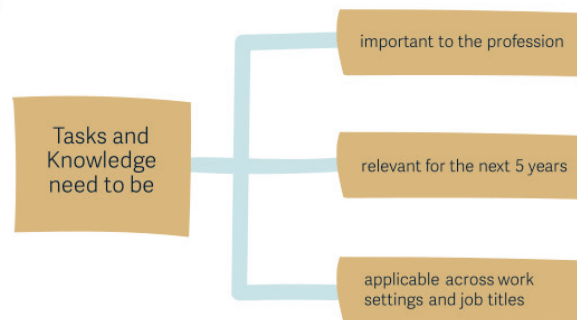 Tasks and
Knowledge
need to be
important to the profession
relevant for the next 5 years
applicable across work
settings and job titles